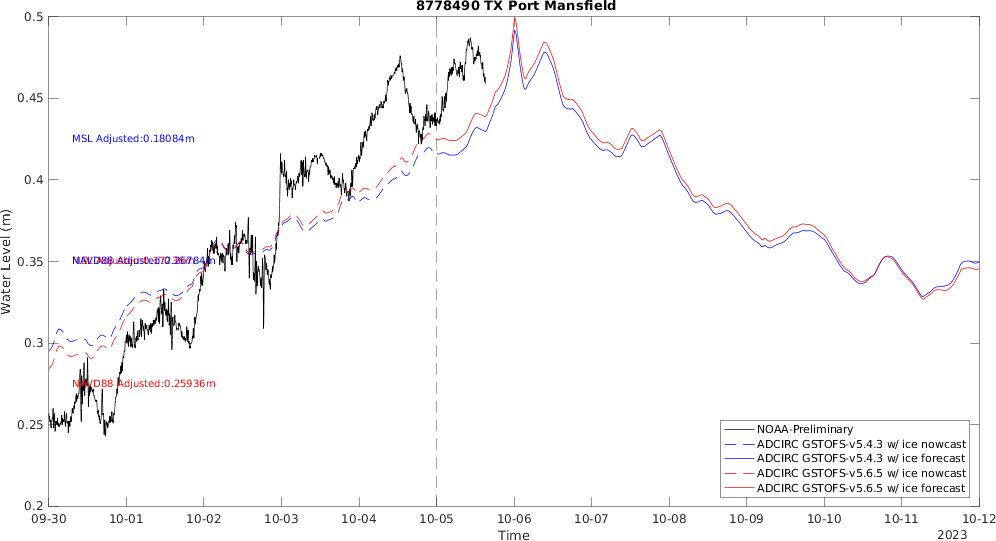 8778490 TX Port Mansfield
Water Level (m)
0.5
0.45
0.4
0.35
0.3
0.25
0.2
MSL Adjusted:0.18084m
NAVD88 Adjusted:0.26784m
NAVD88 Adjusted:0.25936m
NOAA-Preliminary
ADCIRC GSTOFS-v5.4.3 w/ ice nowcast
ADCIRC GSTOFS-v5.4.3 w/ ice forecast
ADCIRC GSTOFS-v5.6.5 w/ ice nowcast
ADCIRC GSTOFS-v5.6.5 w/ ice forecast
09-30 10-01 10-02 10-03 10-04 10-05 10-06 10-07 10-08 10-09 10-10 10-11 10-12
Time
2023